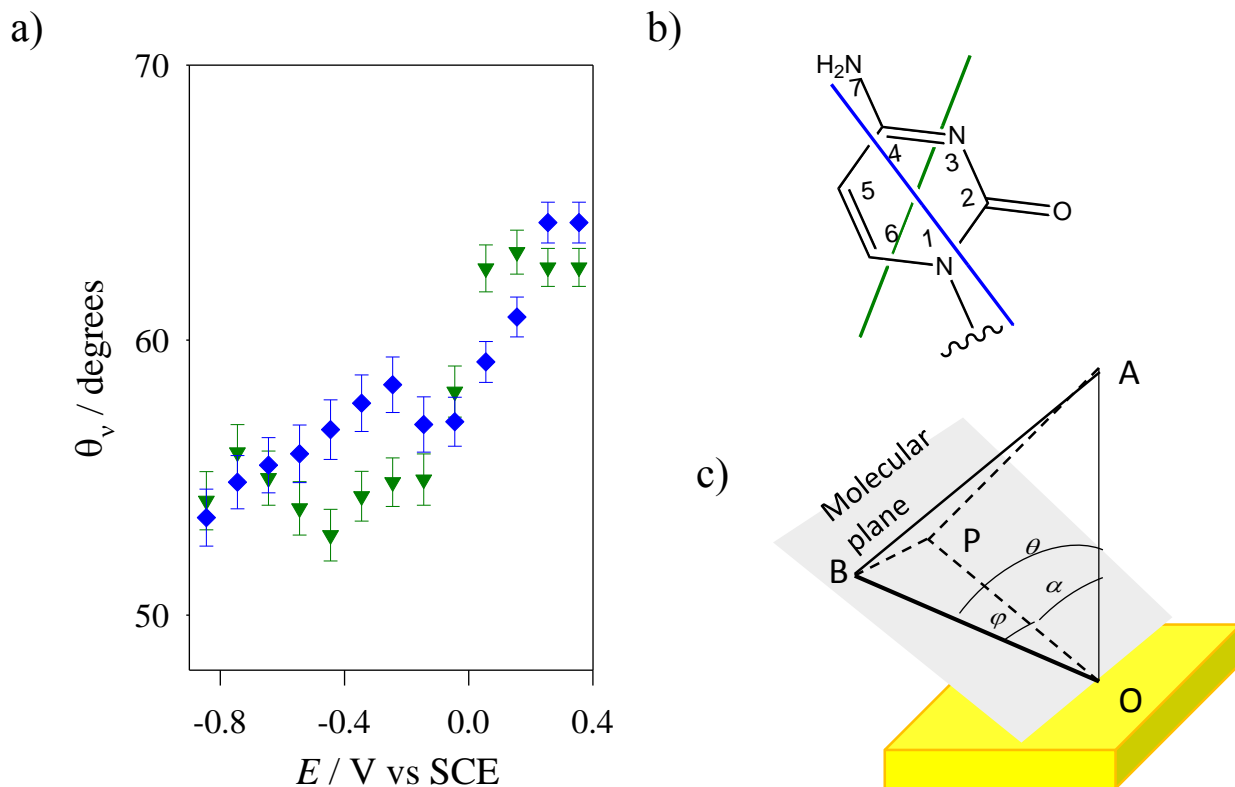 a)
70
60
50
θᵥ / degrees
-0.8
-0.4
0.0
0.4
E / V vs SCE
b)
H₂N
7
4
N
3
5
2
O
6
1
N
c)
A
Molecular
plane
P
θ
B
α
φ
O